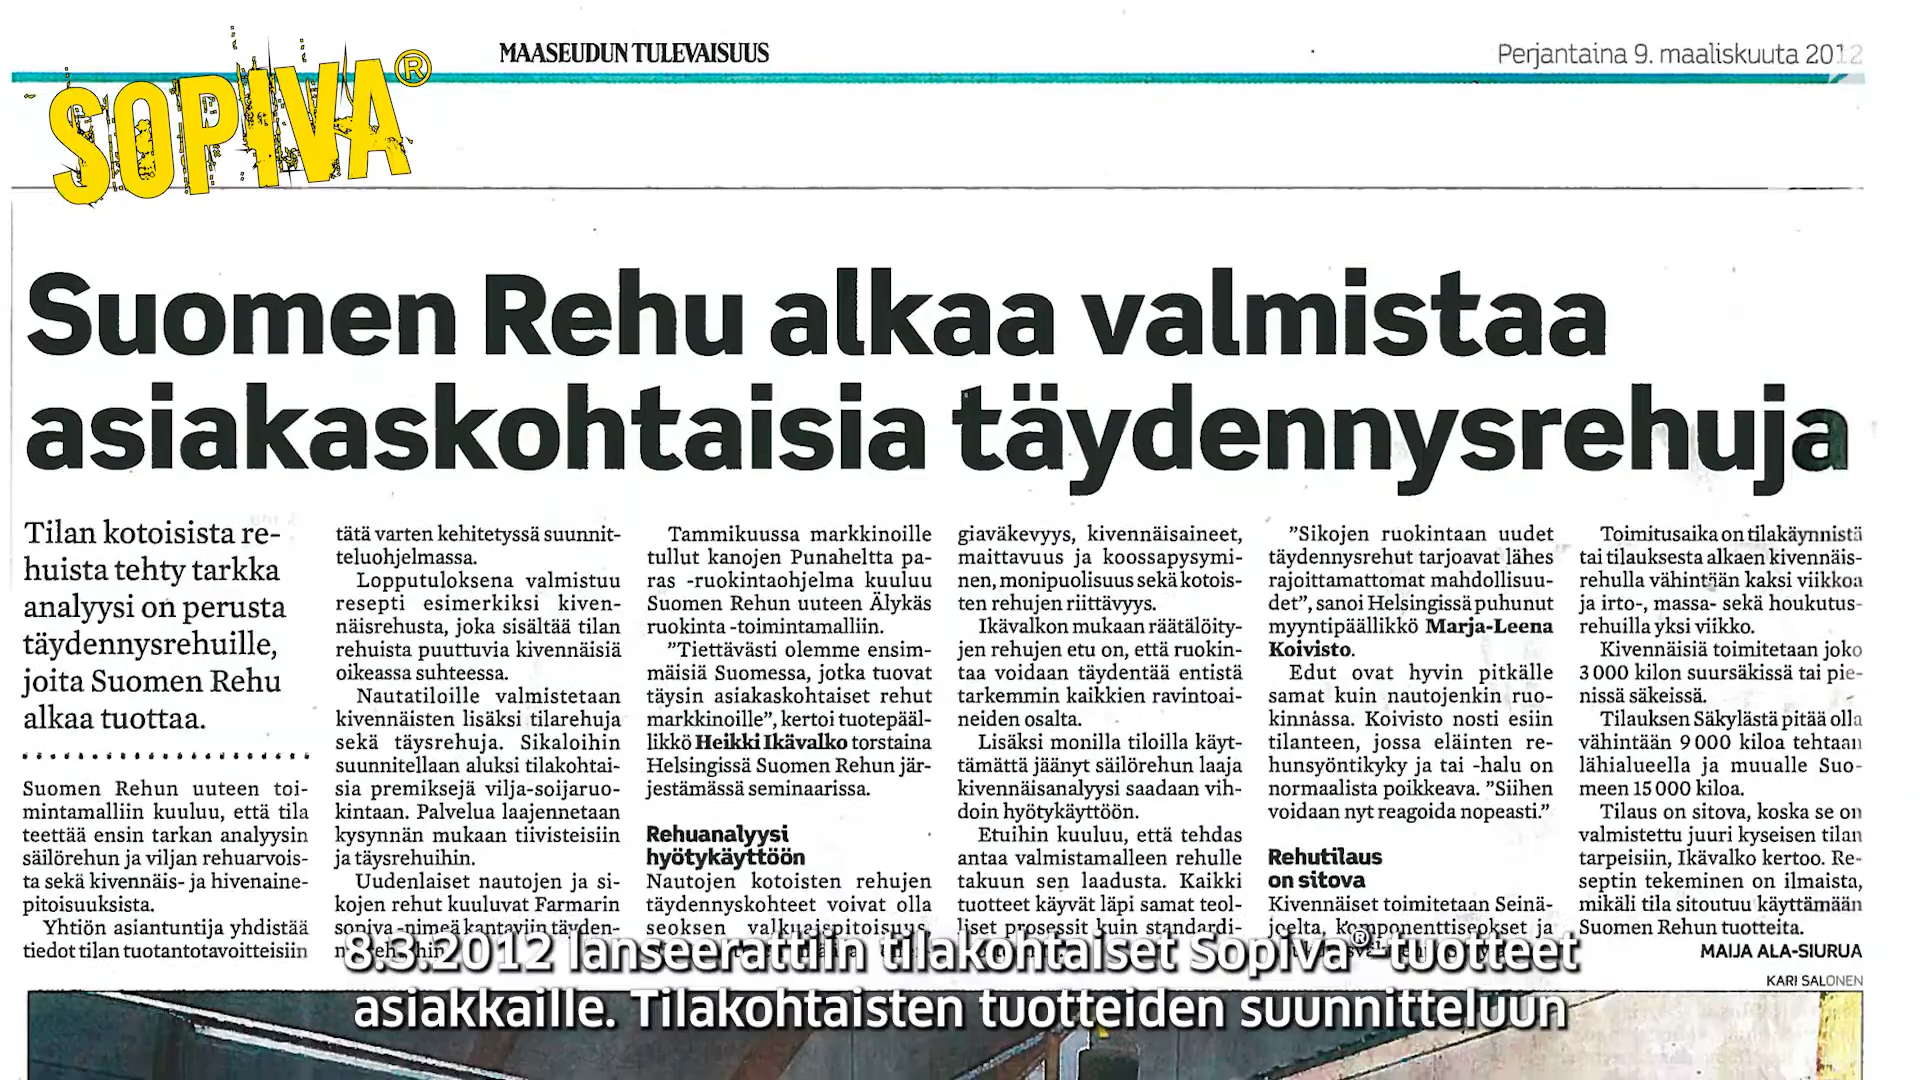 MAASEUDUN TULEVAISUUS
Perjantaina 9. maaliskuuta 2012
SOPIVA®
Suomen Rehu alkaa valmistaa
asiakaskohtaisia täydennysrehuja
Tilan kotoisista re-
huista tehty tarkka
analyysi on perusta
täydennysrehuille,
joita Suomen Rehu
alkaa tuottaa.
Suomen Rehun uuteen toi-
mintamalliin kuuluu, että tila
teettää ensin tarkan analyysin
säilörehun ja viljan rehuarvois-
ta sekä kivennäis- ja hivenaine-
pitoisuuksista.
Yhtiön asiantuntija yhdistää
tiedot tilan tuotantotavoitteisiin
tätä varten kehitetyssä suunnit-
teluohjelmassa.
Lopputuloksena valmistuu
resepti esimerkiksi kiven-
näisrehusta, joka sisältää tilan
rehuista puuttuvia kivennäisiä
oikeassa suhteessa.
Nautatiloille valmistetaan
kivennäisten lisäksi tilarehuja
sekä täysrehuja. Sikaloihin
suunnitellaan aluksi tilakohtai-
sia premiksejä vilja-soijaruo-
kintaan. Palvelua laajennetaan
kysynnän mukaan tiivisteisiin
ja täysrehuihin.
Uudenlaiset nautojen ja si-
kojen rehut kuuluvat Farmarin
sopiva -nimeä kantaviin täyden-
Tammikuussa markkinoille
tullut kanojen Punaheltta pa-
ras -ruokintaohjelma kuuluu
Suomen Rehun uuteen Älykäs
ruokinta -toimintamalliin.
"Tiettävästi olemme ensim-
mäisiä Suomessa, jotka tuovat
täysin asiakaskohtaiset rehut
markkinoille", kertoi tuotepääl-
likkö Heikki Ikävalko torstaina
Helsingissä Suomen Rehun jär-
jestämässä seminaarissa.
Rehuanalyysi
hyötykäyttöön
Nautojen kotoisten rehujen
täydennyskohteet voivat olla
seoksen valkuaispitoisuus,
giaväkevyys, kivennäisaineet,
maittavuus ja koossapysymi-
nen, monipuolisuus sekä kotois-
ten rehujen riittävyys.
Ikävalkon mukaan räätälöity-
jen rehujen etu on, että ruokin-
taa voidaan täydentää entistä
tarkemmin kaikkien ravintoai-
neiden osalta.
Lisäksi monilla tiloilla käyt-
tämättä jäänyt säilörehun laaja
kivennäisanalyysi saadaan vih-
doin hyötykäyttöön.
Etuihin kuuluu, että tehdas
antaa valmistamalleen rehulle
takuun sen laadusta. Kaikki
tuotteet käyvät läpi samat teol-
liset prosessit kuin standardi-
"Sikojen ruokintaan uudet
täydennysrehut tarjoavat lähes
rajoittamattomat mahdollisuu-
det", sanoi Helsingissä puhunut
myyntipäällikkö Marja-Leena
Koivisto.
Edut ovat hyvin pitkälle
samat kuin nautojenkin ruo-
kinnassa. Koivisto nosti esiin
tilanteen, jossa eläinten re-
hunsyöntikyky ja tai -halu on
normaalista poikkeava. "Siihen
voidaan nyt reagoida nopeasti."
Rehutilaus
on sitova
Kivennäiset toimitetaan Seinä-
joelta, komponenttiseokset ja
Toimitusaika on tilakäynnistä
tai tilauksesta alkaen kivennäis-
rehulla vähintään kaksi viikkoa
ja irto-, massa- sekä houkutus-
rehuilla yksi viikko.
Kivennäisiä toimitetaan joko
3 000 kilon suursäkissä tai pie-
nissä säkeissä.
Tilauksen Säkylästä pitää olla
vähintään 9 000 kiloa tehtaan
lähialueella ja muualle Suo-
meen 15 000 kiloa.
Tilaus on sitova, koska se on
valmistettu juuri kyseisen tilan
tarpeisiin, Ikävalko kertoo. Re-
septin tekeminen on ilmaista,
mikäli tila sitoutuu käyttämään
Suomen Rehun tuotteita.
MAIJA ALA-SIURUA
KARI SALONEN
8.3.2012 lanseerattiin tilakohtaiset Sopiva®-tuotteet
asiakkaille. Tilakohtaisten tuotteiden suunnitteluun